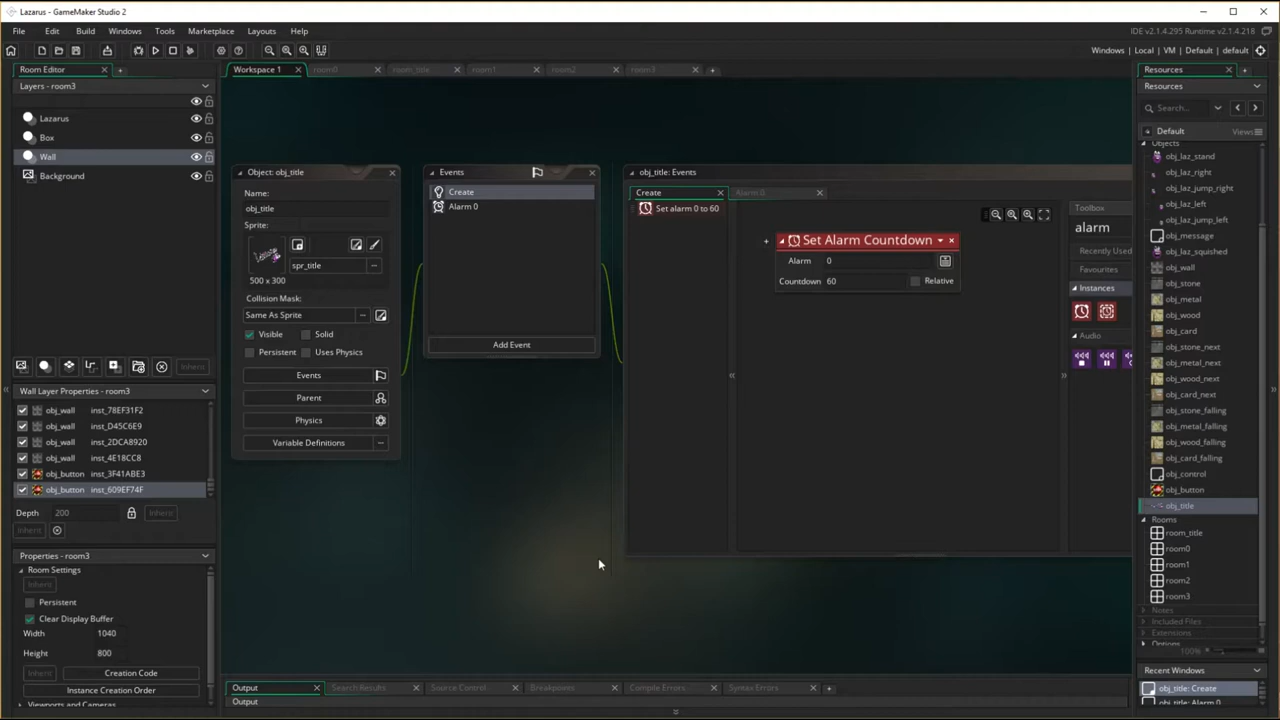 Lazarus - GameMaker Studio 2
File Edit Build Windows Tools Marketplace Layouts Help
IDE v2.1.4.295 Runtime v2.1.4.218
Windows | Local | VM | Default | default
Room Editor
Workspace 1
room0
room_title
room1
room2
room3
Resources
Layers - room3
Resources
Search...
Lazarus
Box
Wall
Background
Default
Views
Objects
obj_laz_stand
obj_laz_right
obj_laz_jump_right
obj_laz_left
obj_laz_jump_left
obj_message
obj_laz_squished
obj_wall
obj_stone
obj_metal
obj_wood
obj_card
obj_stone_next
obj_metal_next
obj_wood_next
obj_card_next
obj_stone_falling
obj_metal_falling
obj_wood_falling
obj_card_falling
obj_control
obj_button
obj_title
Rooms
room_title
room0
room1
room2
room3
Notes
Included Files
Extensions
Options
100%
Recent Windows
obj_title: Create
obj_title: Alarm 0
Object: obj_title
Name:
obj_title
Sprite:
spr_title
500 x 300
Collision Mask:
Same As Sprite
Visible
Solid
Persistent
Uses Physics
Events
Parent
Physics
Variable Definitions
Events
Create
Alarm 0
Add Event
obj_title: Events
Create
Alarm 0
Set alarm 0 to 60
Set Alarm Countdown
Alarm 0
Countdown 60
Relative
Toolbox
alarm
Recently Used
Favourites
Instances
Audio
Inherit
Wall Layer Properties - room3
obj_wall inst_78EF31F2
obj_wall inst_D45C6E9
obj_wall inst_2DCA8920
obj_wall inst_4E18CC8
obj_button inst_3F41ABE3
obj_button inst_609EF74F
Depth 200 Inherit
Inherit
Properties - room3
Room Settings
Inherit
Persistent
Clear Display Buffer
Width 1040
Height 800
Inherit
Creation Code
Instance Creation Order
Viewports and Cameras
Output
Search Results
Source Control
Breakpoints
Compile Errors
Syntax Errors
Output